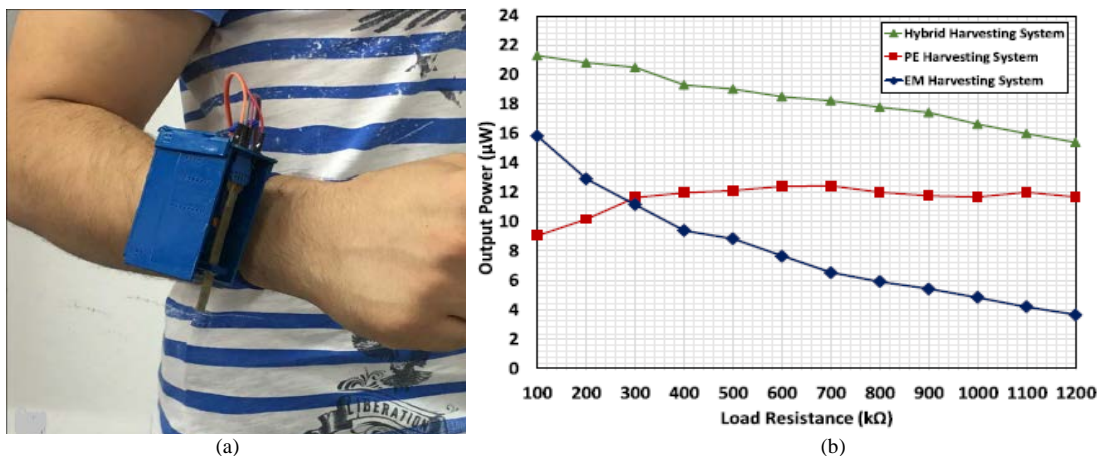 LIBERATION
(a)
24
22
20
18
16
14
12
10
8
6
4
2
0
Output Power (µW)
Hybrid Harvesting System
PE Harvesting System
EM Harvesting System
100 200 300 400 500 600 700 800 900 1000 1100 1200
Load Resistance (kΩ)
(b)